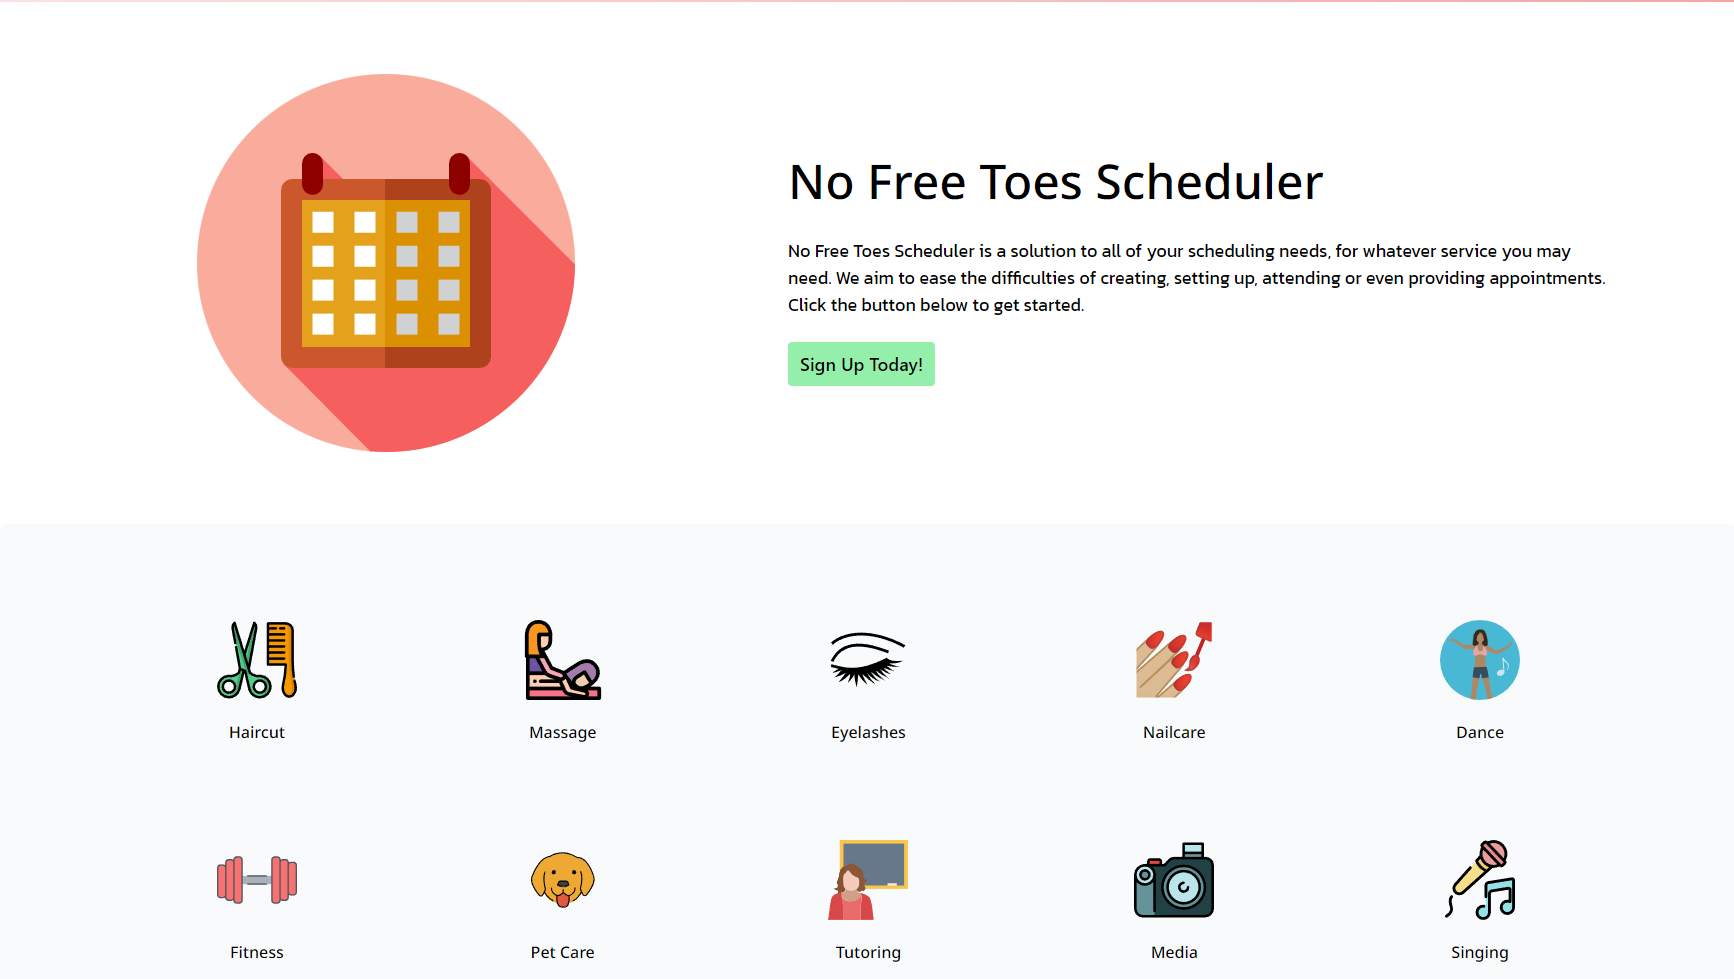 No Free Toes Scheduler
No Free Toes Scheduler is a solution to all of your scheduling needs, for whatever service you may
need. We aim to ease the difficulties of creating, setting up, attending or even providing appointments.
Click the button below to get started.
Sign Up Today!
Haircut
Massage
Eyelashes
Nailcare
Dance
Fitness
Pet Care
Tutoring
Media
Singing